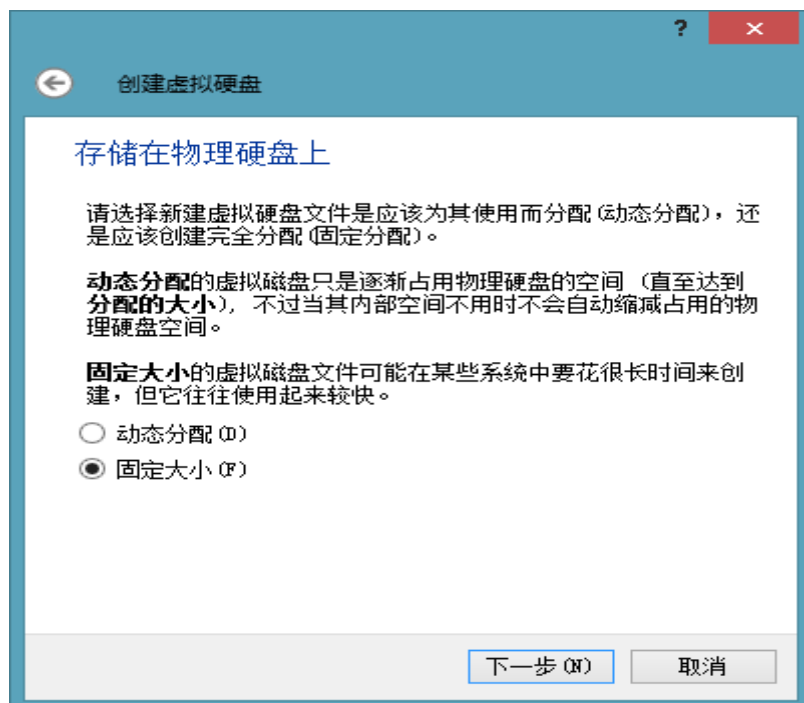 ?
创建虚拟硬盘
存储在物理硬盘上
请选择新建虚拟硬盘文件是应该为其使用而分配(动态分配)，还
是应该创建完全分配(固定分配)。
动态分配的虚拟磁盘只是逐渐占用物理硬盘的空间 (直至达到
分配的大小)，不过当其内部空间不用时不会自动缩减占用的物
理硬盘空间。
固定大小的虚拟磁盘文件可能在某些系统中要花很长时间来创
建，但它往往使用起来较快。
动态分配(D)
固定大小(F)
下一步(N)
取消